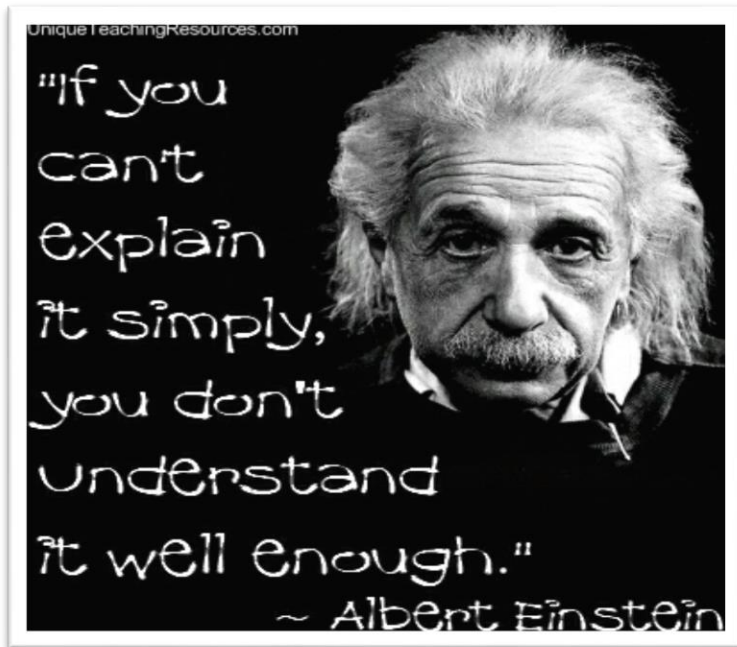 UniqueTeachingResources.com
"If you
can't
explain
it simply,
you don't
understand
it well enough."
~ Albert Einstein